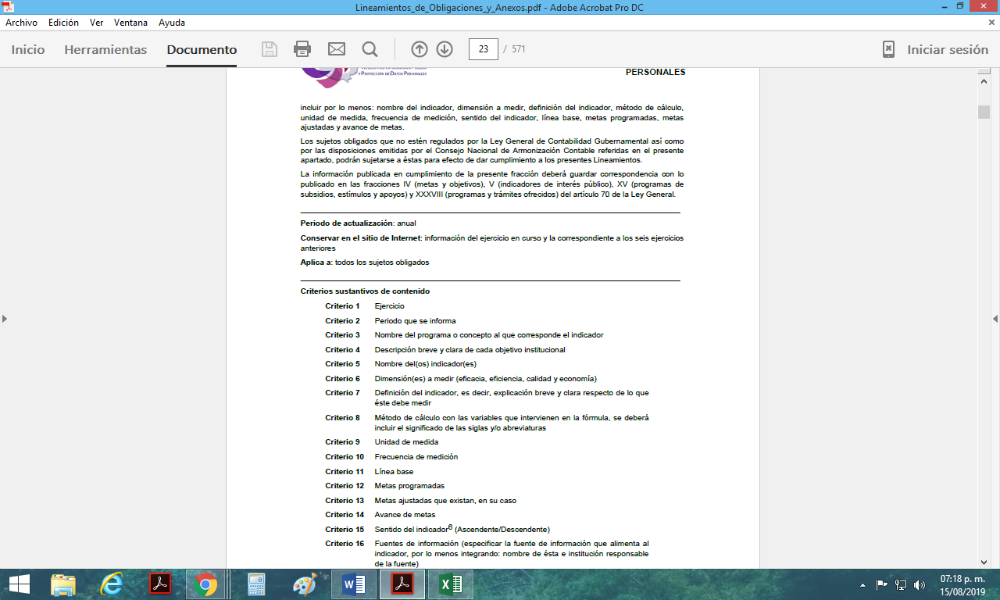 Lineamientos_de_Obligaciones_y_Anexos.pdf - Adobe Acrobat Pro DC
Archivo Edición Ver Ventana Ayuda
Inicio Herramientas Documento 23 / 571 Iniciar sesión
Y PROTECCIÓN DE DATOS PERSONALES
PERSONALES
incluir por lo menos: nombre del indicador, dimensión a medir, definición del indicador, método de cálculo,
unidad de medida, frecuencia de medición, sentido del indicador, línea base, metas programadas, metas
ajustadas y avance de metas.
Los sujetos obligados que no estén regulados por la Ley General de Contabilidad Gubernamental así como
por las disposiciones emitidas por el Consejo Nacional de Armonización Contable referidas en el presente
apartado, podrán sujetarse a éstas para efecto de dar cumplimiento a los presentes Lineamientos.
La información publicada en cumplimiento de la presente fracción deberá guardar correspondencia con lo
publicado en las fracciones IV (metas y objetivos), V (indicadores de interés público), XV (programas de
subsidios, estímulos y apoyos) y XXXVIII (programas y trámites ofrecidos) del artículo 70 de la Ley General.
Periodo de actualización: anual
Conservar en el sitio de Internet: información del ejercicio en curso y la correspondiente a los seis ejercicios
anteriores
Aplica a: todos los sujetos obligados
Criterios sustantivos de contenido
Criterio 1 Ejercicio
Criterio 2 Periodo que se informa
Criterio 3 Nombre del programa o concepto al que corresponde el indicador
Criterio 4 Descripción breve y clara de cada objetivo institucional
Criterio 5 Nombre del(os) indicador(es)
Criterio 6 Dimensión(es) a medir (eficacia, eficiencia, calidad y economía)
Criterio 7 Definición del indicador, es decir, explicación breve y clara respecto de lo que
éste debe medir
Criterio 8 Método de cálculo con las variables que intervienen en la fórmula, se deberá
incluir el significado de las siglas y/o abreviaturas
Criterio 9 Unidad de medida
Criterio 10 Frecuencia de medición
Criterio 11 Línea base
Criterio 12 Metas programadas
Criterio 13 Metas ajustadas que existan, en su caso
Criterio 14 Avance de metas
Criterio 15 Sentido del indicador6 (Ascendente/Descendente)
Criterio 16 Fuentes de información (especificar la fuente de información que alimenta al
indicador, por lo menos integrando: nombre de ésta e institución responsable
de la fuente)
07:18 p. m.
15/08/2019